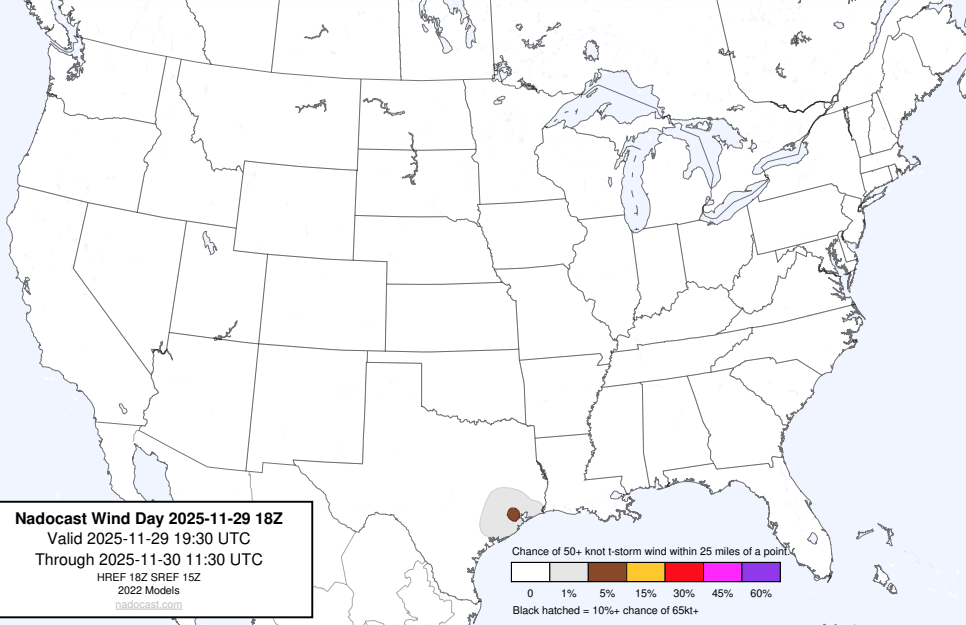 Nadocast Wind Day 2025-11-29 18Z
Valid 2025-11-29 19:30 UTC
Through 2025-11-30 11:30 UTC
HREF 18Z SREF 15Z
2022 Models
nadocast.com
Chance of 50+ knot t-storm wind within 25 miles of a point.
0 1% 5% 15% 30% 45% 60%
Black hatched = 10%+ chance of 65kt+